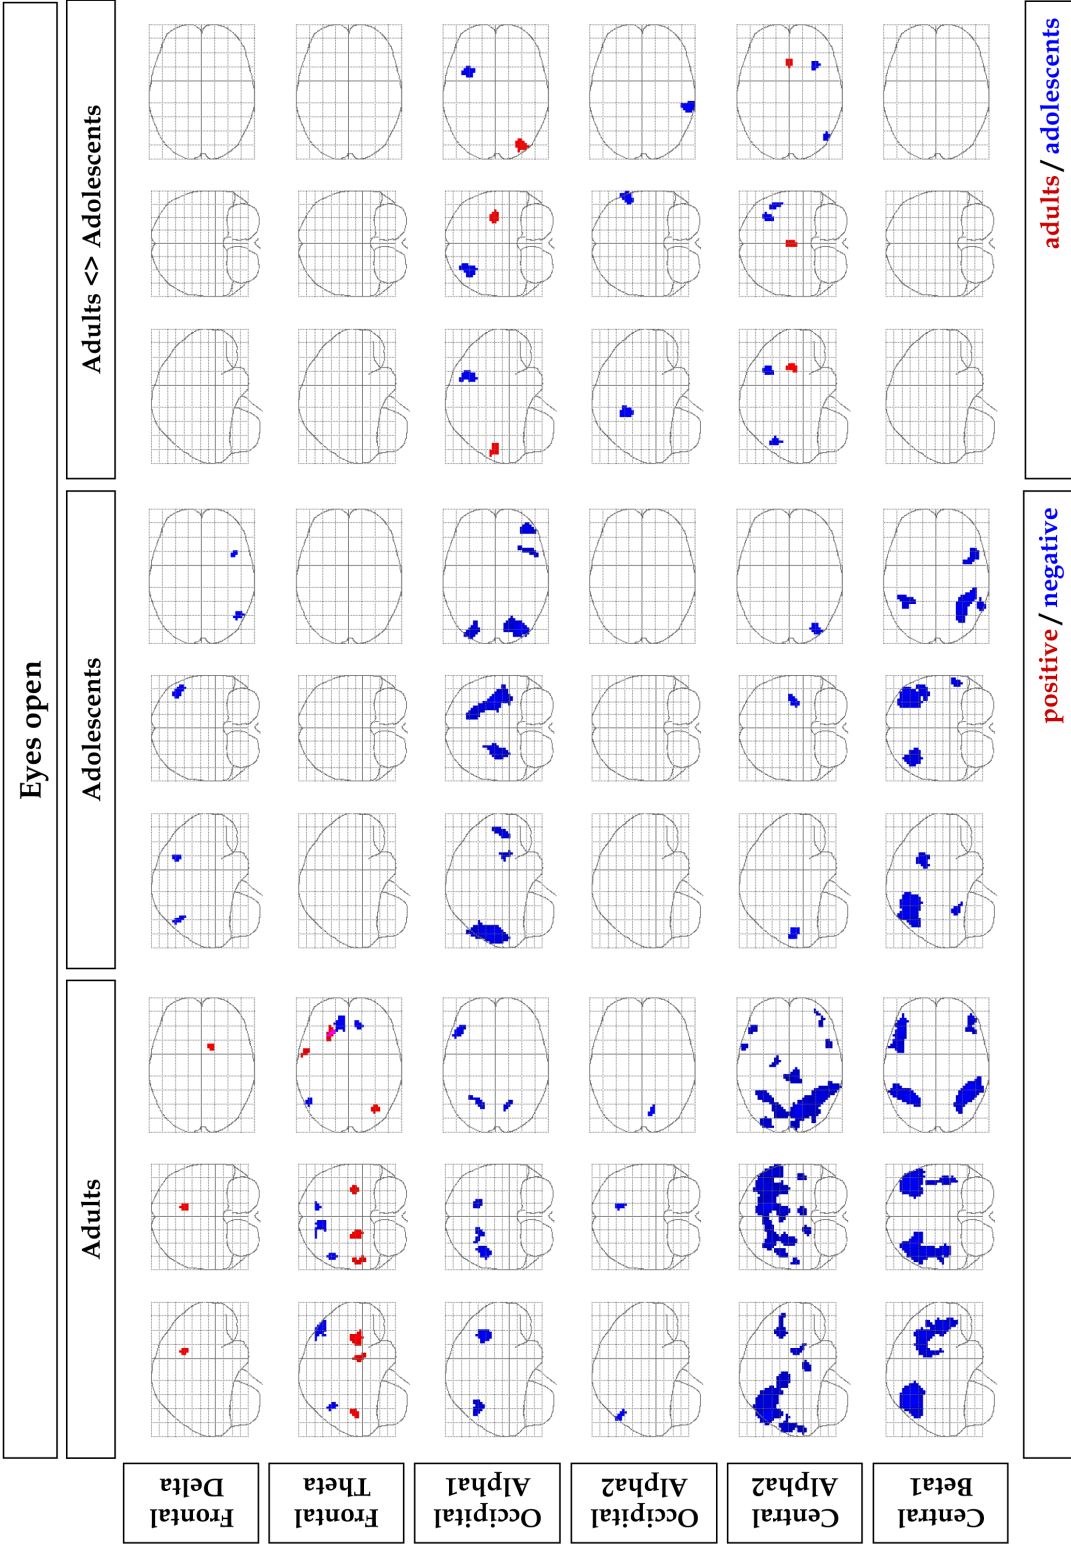 Eyes open
Adults
Adolescents
Adults <> Adolescents
Frontal
Delta
Frontal
Theta
Occipital
Alpha1
Occipital
Alpha2
Central
Alpha2
Central
Beta1
positive / negative
adults / adolescents